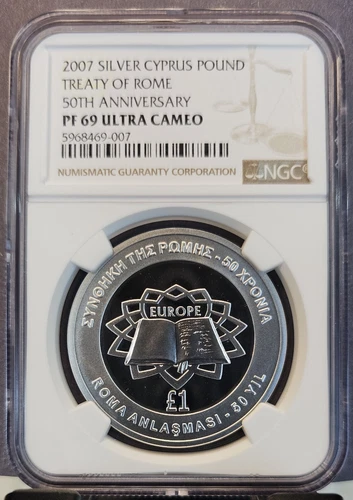 2007 SILVER CYPRUS POUND
TREATY OF ROME
50TH ANNIVERSARY
PF 69 ULTRA CAMEO
5968469-007
NUMISMATIC GUARANTY CORPORATION
NGC
ΣΥΝΘΗΚΗ ΤΗΣ ΡΩΜΗΣ - 50 ΧΡΟΝΙΑ
EUROPE
£1
ROMA ANLAŞMASI - 50 YIL